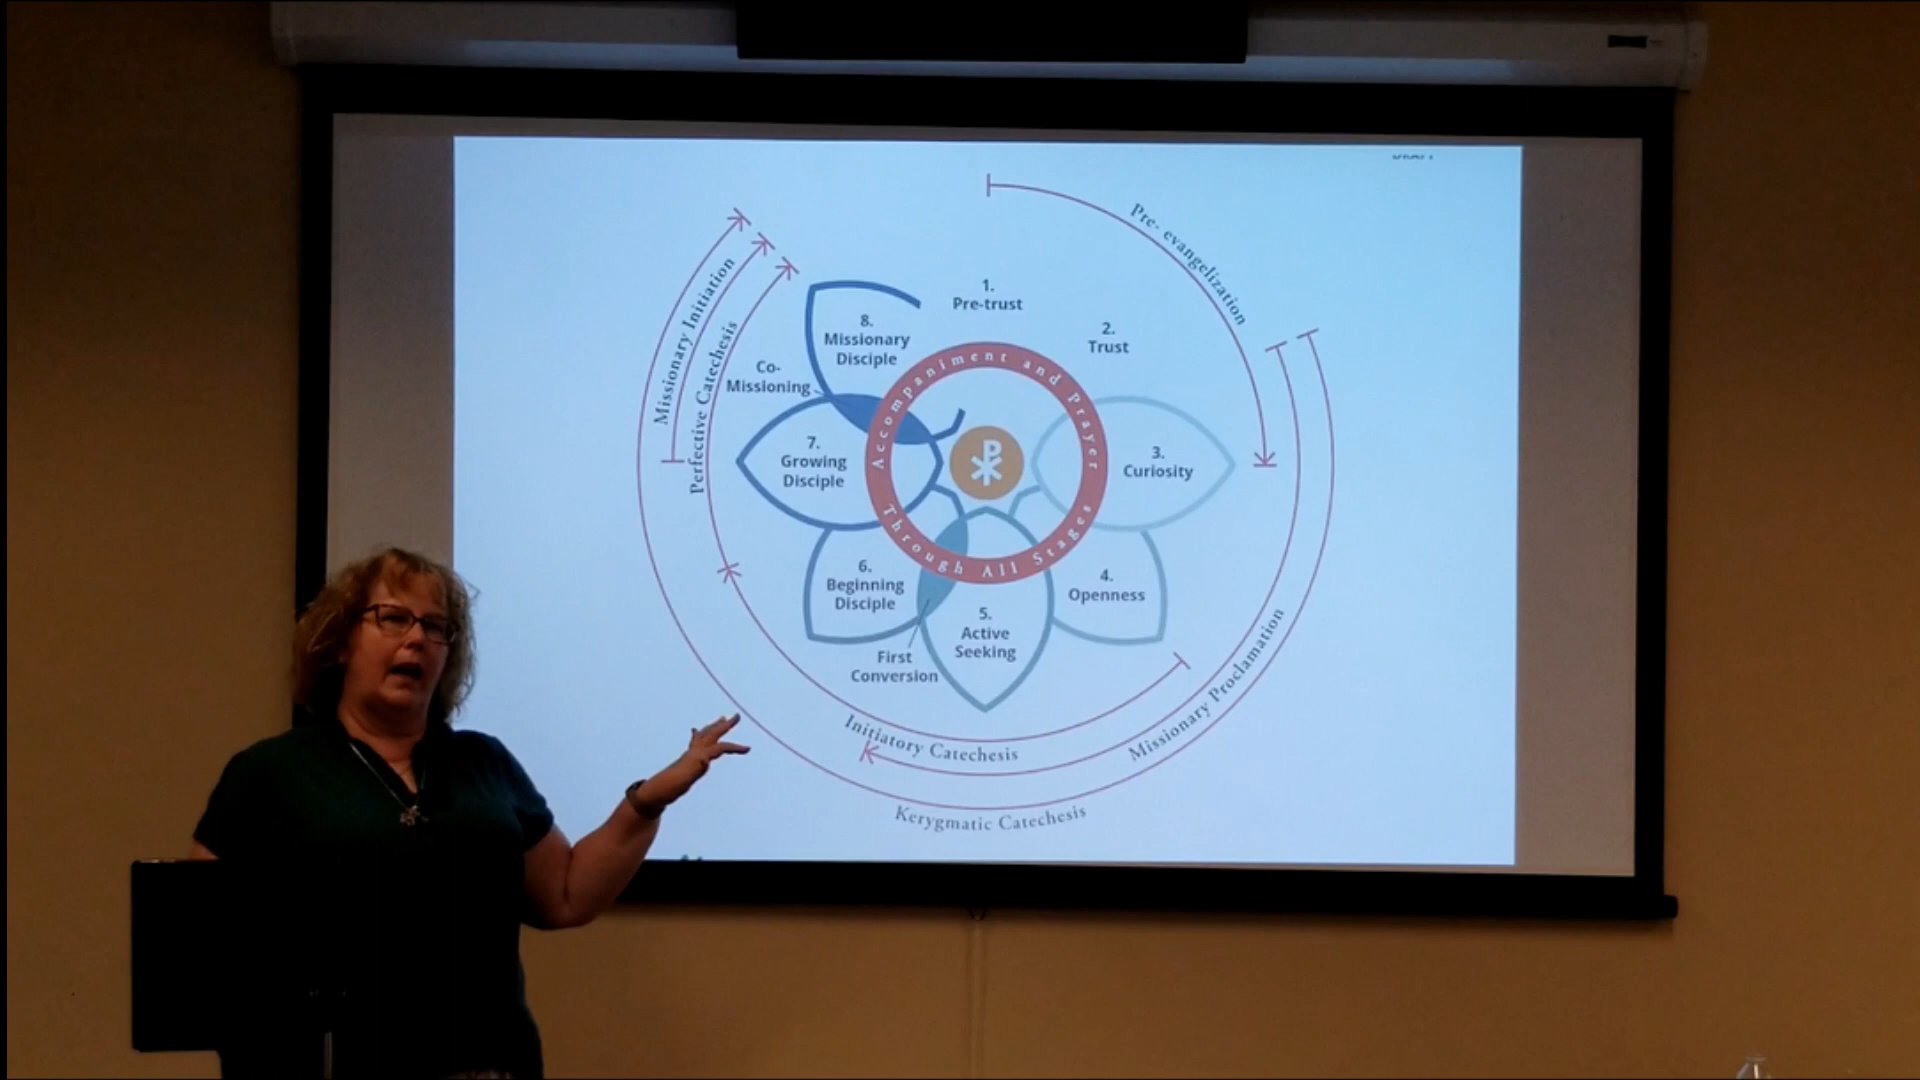 DRAFT
Pre- evangelization
1.
Pre-trust
2.
Trust
3.
Curiosity
4.
Openness
5.
Active
Seeking
First
Conversion
6.
Beginning
Disciple
7.
Growing
Disciple
Co-
Missioning
8.
Missionary
Disciple
Accompaniment and Prayer
Through All Stages
Missionary Initiation
Perfective Catechesis
Initiatory Catechesis
Missionary Proclamation
Kerygmatic Catechesis